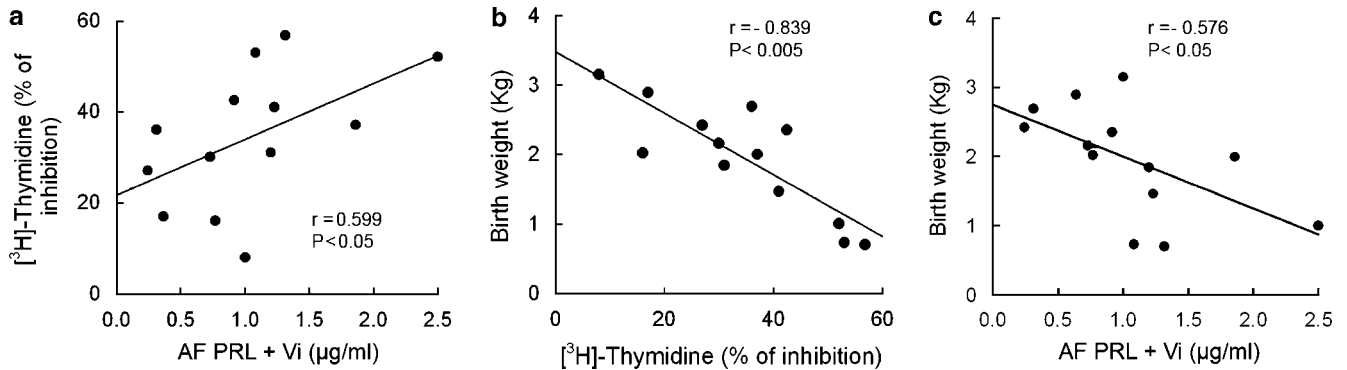 a
60
40
20
0
[³H]-Thymidine (% of
inhibition)
r = 0.599
P < 0.05
0.0 0.5 1.0 1.5 2.0 2.5
AF PRL + Vi (µg/ml)
b
4
3
2
1
0
Birth weight (Kg)
r = - 0.839
P < 0.005
0 20 40 60
[³H]-Thymidine (% of inhibition)
c
4
3
2
1
0
Birth weight (Kg)
r = - 0.576
P < 0.05
0.0 0.5 1.0 1.5 2.0 2.5
AF PRL + Vi (µg/ml)